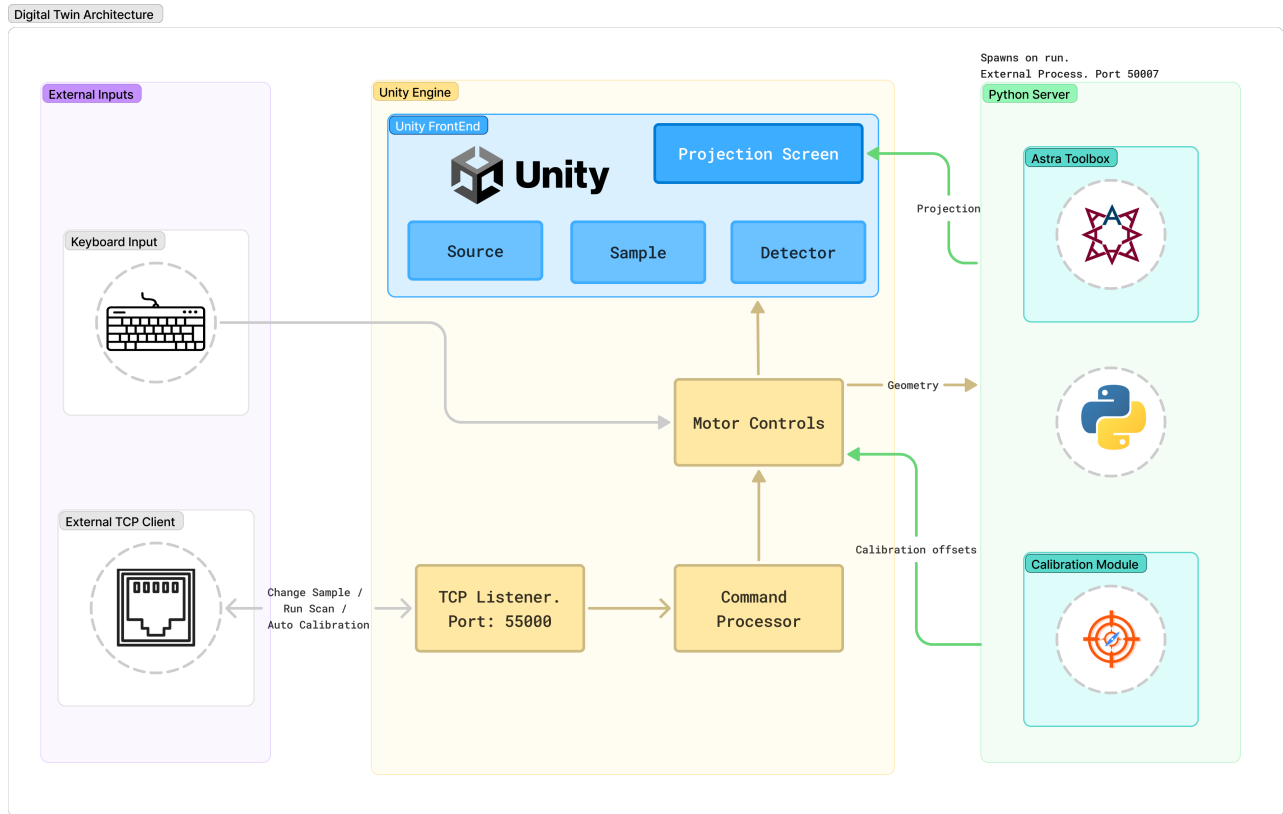 Digital Twin Architecture
Spawns on run.
External Process. Port 50007
External Inputs
Unity Engine
Python Server
Unity FrontEnd
Unity
Projection Screen
Source
Sample
Detector
Projection
Astra Toolbox
A
Keyboard Input
Motor Controls
Geometry
Calibration offsets
External TCP Client
Change Sample /
Run Scan /
Auto Calibration
TCP Listener.
Port: 55000
Command
Processor
Calibration Module